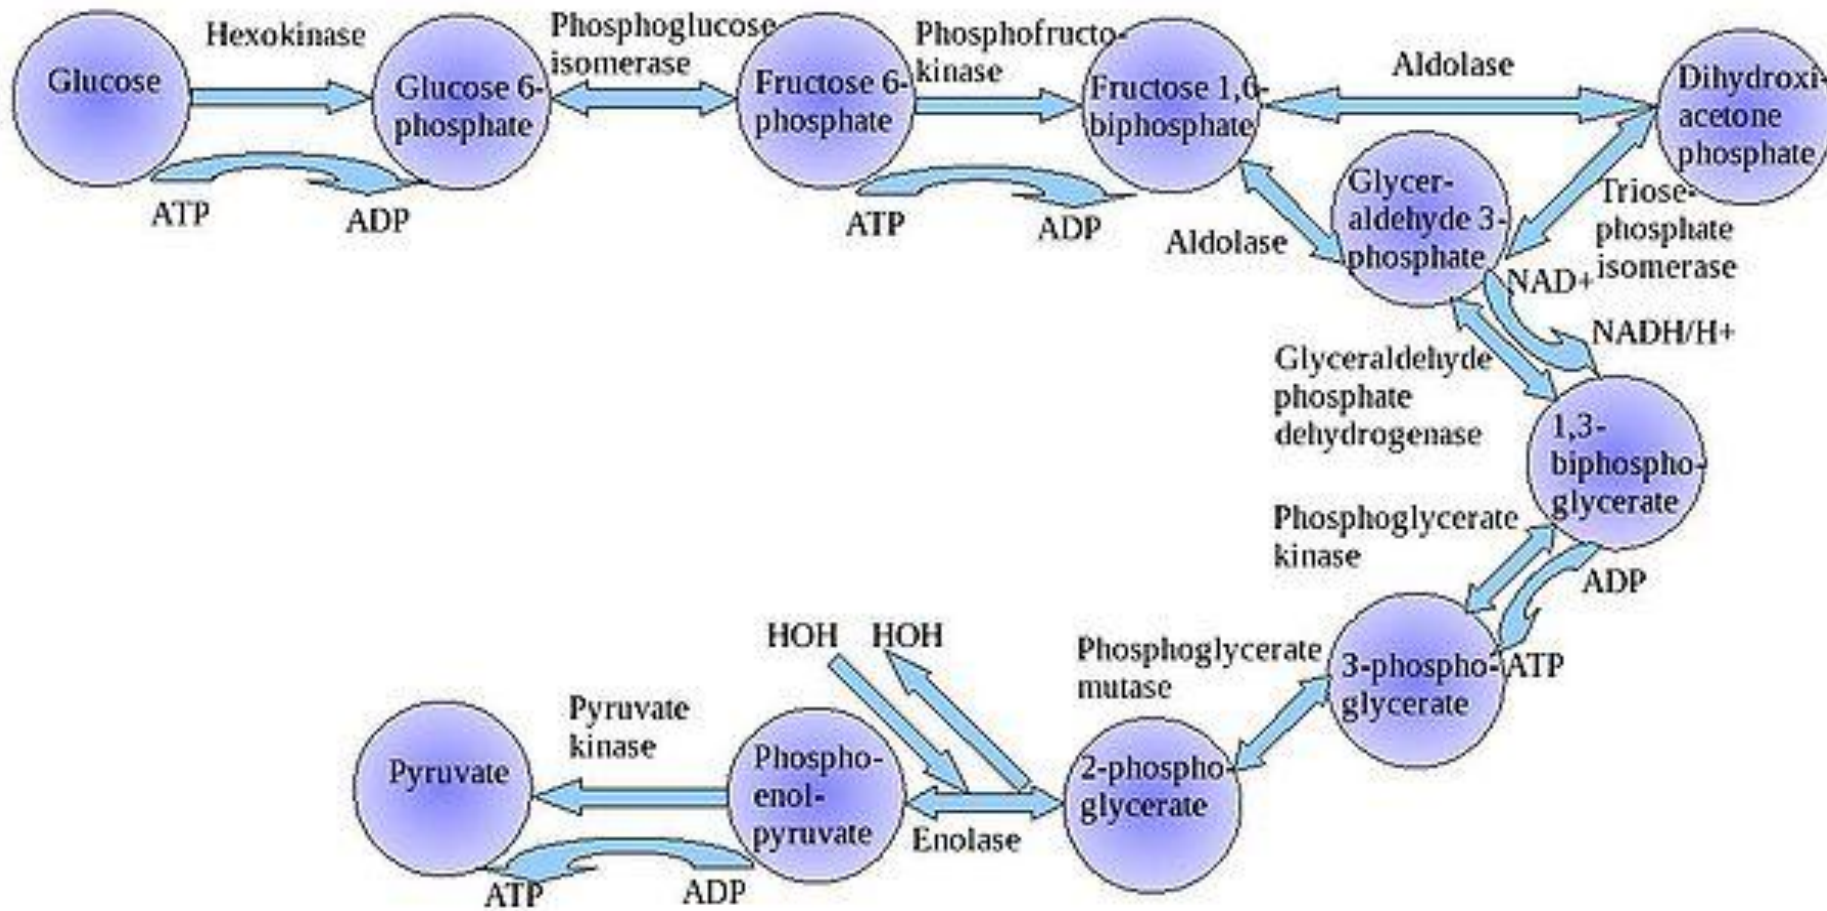 Glucose
Hexokinase
ATP
ADP
Glucose 6-
phosphate
Phosphoglucose
isomerase
Fructose 6-
phosphate
Phosphofructo-
kinase
ATP
ADP
Fructose 1,6-
biphosphate
Aldolase
Dihydroxi-
acetone
phosphate
Aldolase
Glycer-
aldehyde 3-
phosphate
Triose-
phosphate
isomerase
NAD+
NADH/H+
Glyceraldehyde
phosphate
dehydrogenase
1,3-
biphospho-
glycerate
Phosphoglycerate
kinase
ADP
ATP
3-phospho-
glycerate
Phosphoglycerate
mutase
2-phospho-
glycerate
HOH
HOH
Enolase
Phospho-
enol-
pyruvate
Pyruvate
kinase
ADP
ATP
Pyruvate